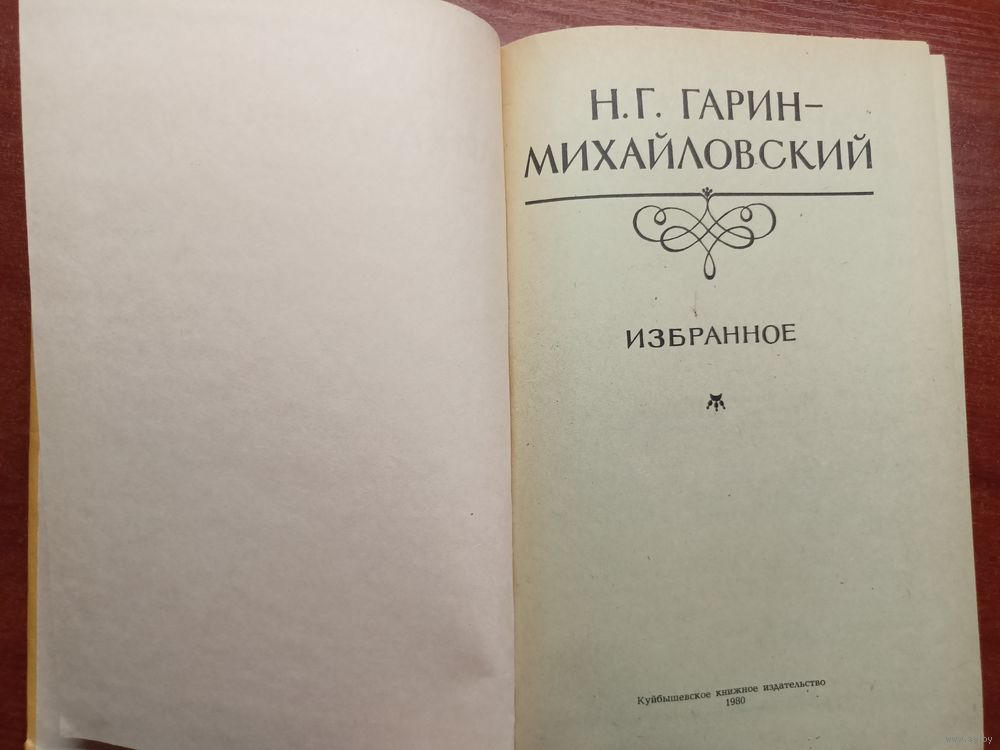 Н.Г. ГАРИН-
МИХАЙЛОВСКИЙ
ИЗБРАННОЕ
Куйбышевское книжное издательство
1980